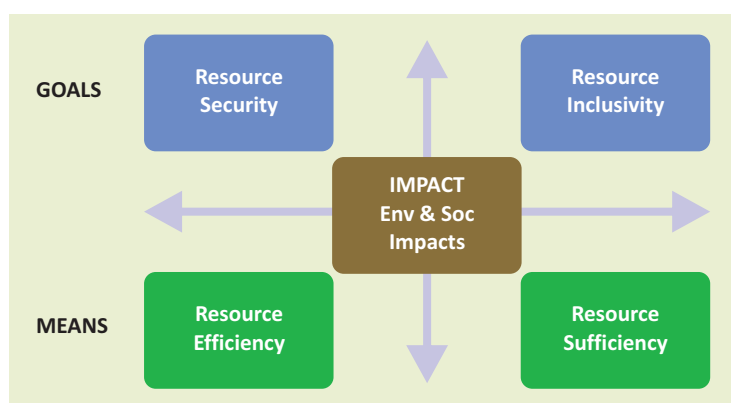 GOALS
Resource
Security
Resource
Inclusivity
IMPACT
Env & Soc
Impacts
MEANS
Resource
Efficiency
Resource
Sufficiency